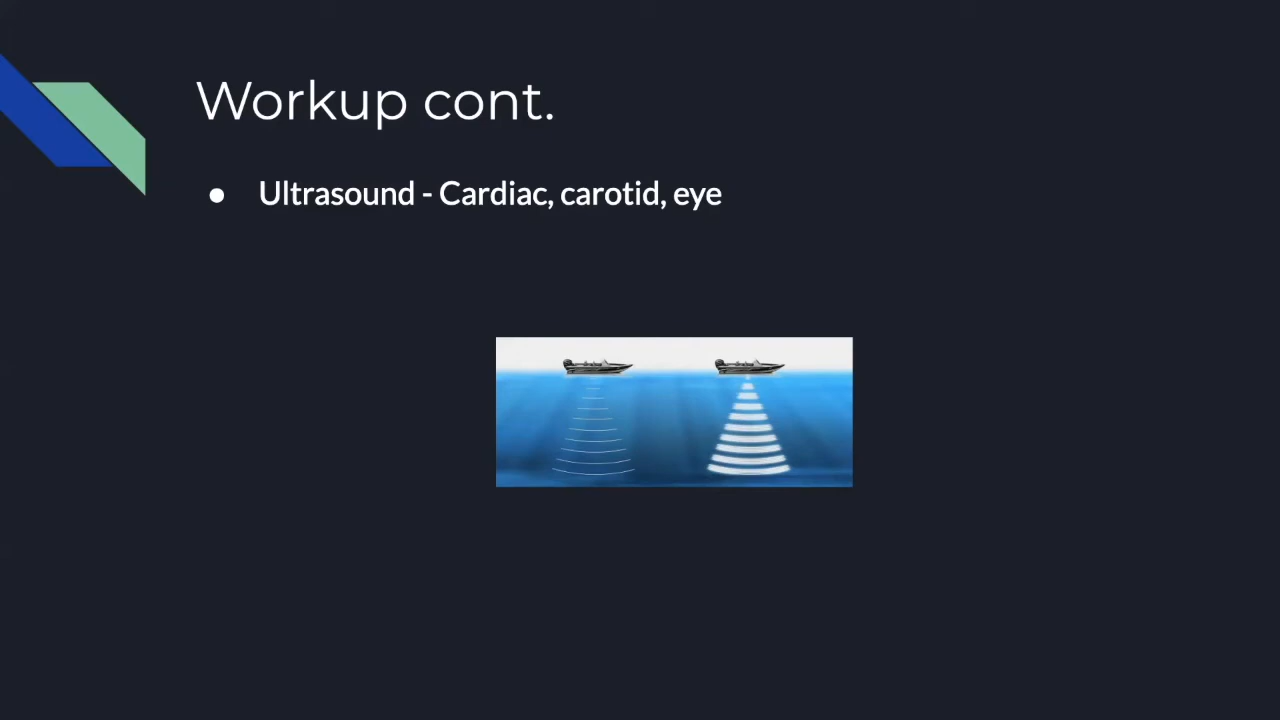 Workup cont.
● Ultrasound - Cardiac, carotid, eye